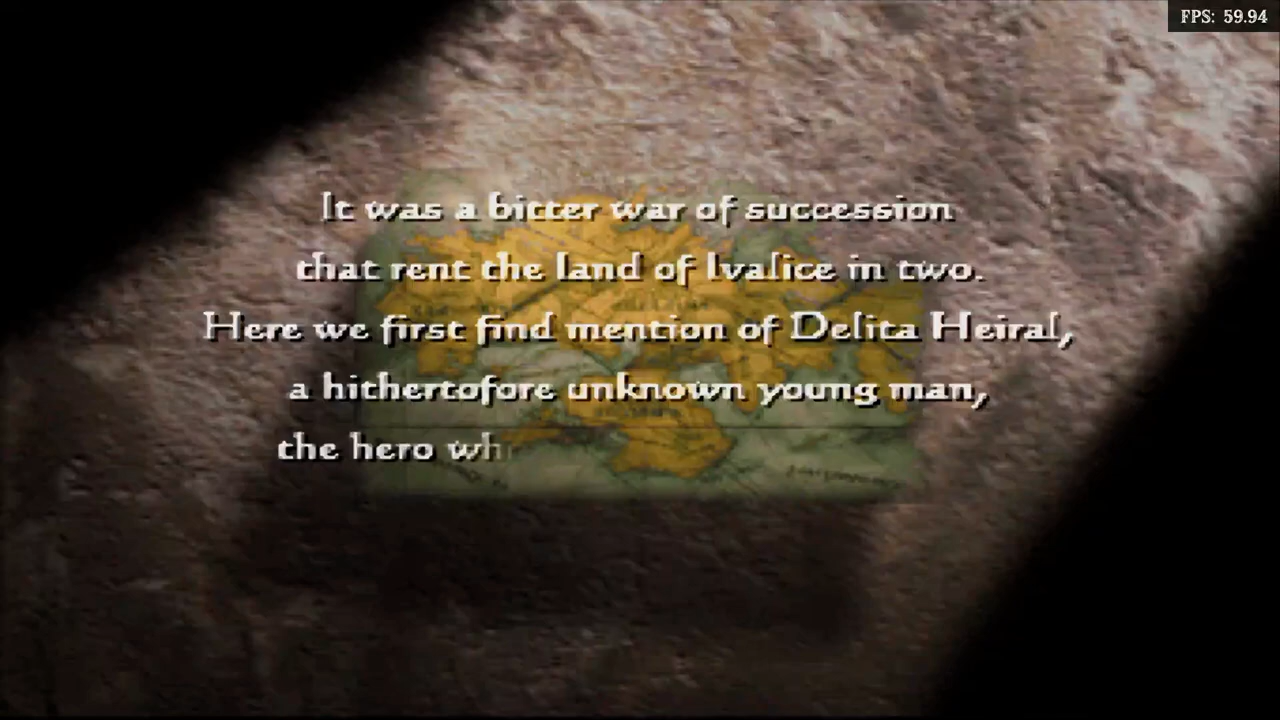 FPS: 59.94
It was a bitter war of succession
that rent the land of Ivalice in two.
Here we first find mention of Delita Heiral,
a hithertofore unknown young man,
the hero wh